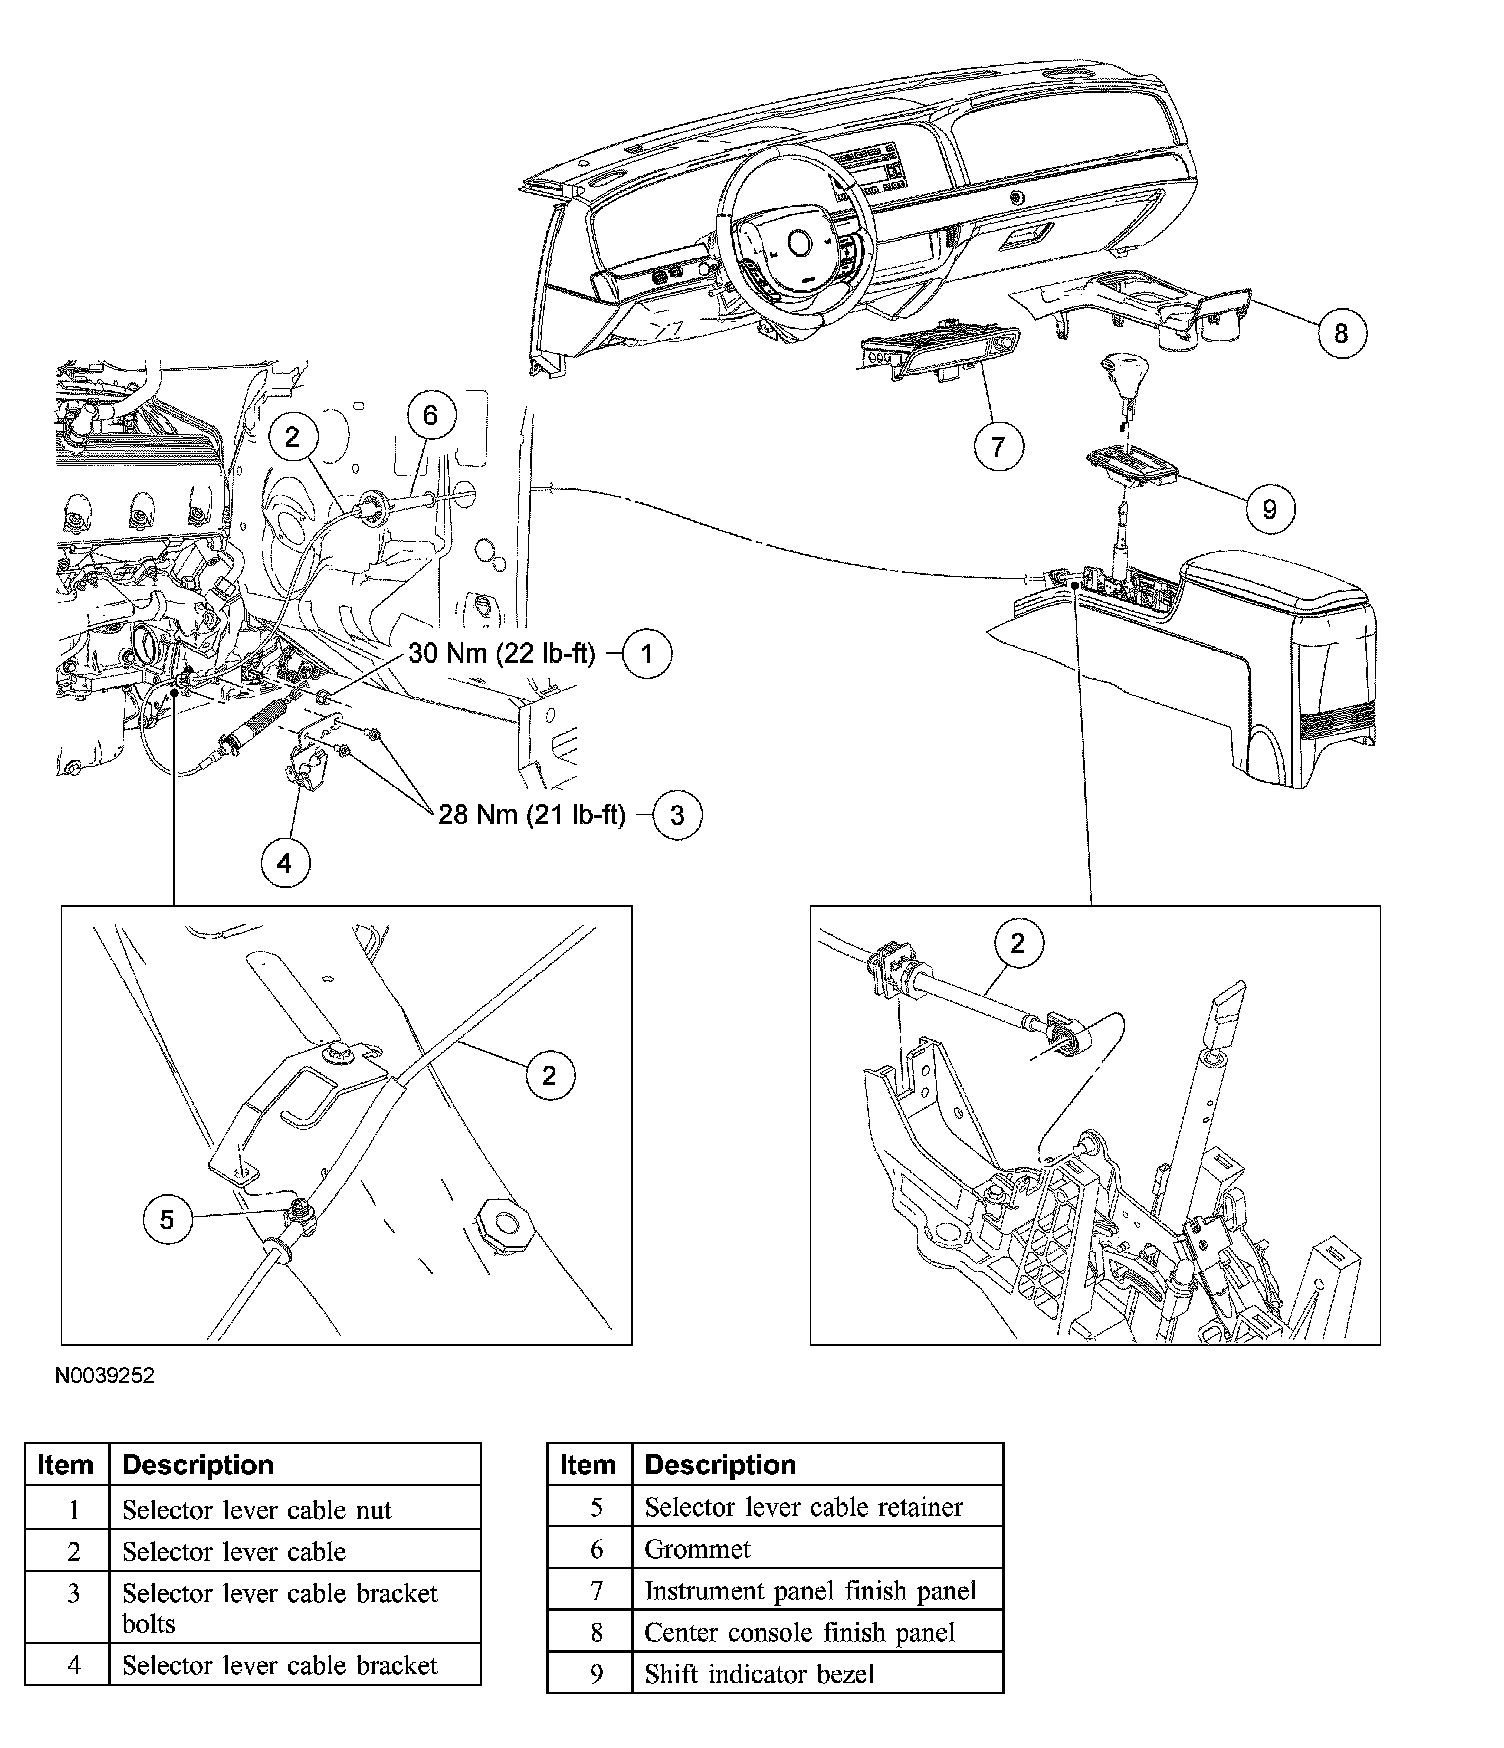 8
6
2
7
9
30 Nm (22 lb-ft) 1
28 Nm (21 lb-ft) 3
4
2
2
5
N0039252
Item Description
1 Selector lever cable nut
2 Selector lever cable
3 Selector lever cable bracket
bolts
4 Selector lever cable bracket
Item Description
5 Selector lever cable retainer
6 Grommet
7 Instrument panel finish panel
8 Center console finish panel
9 Shift indicator bezel